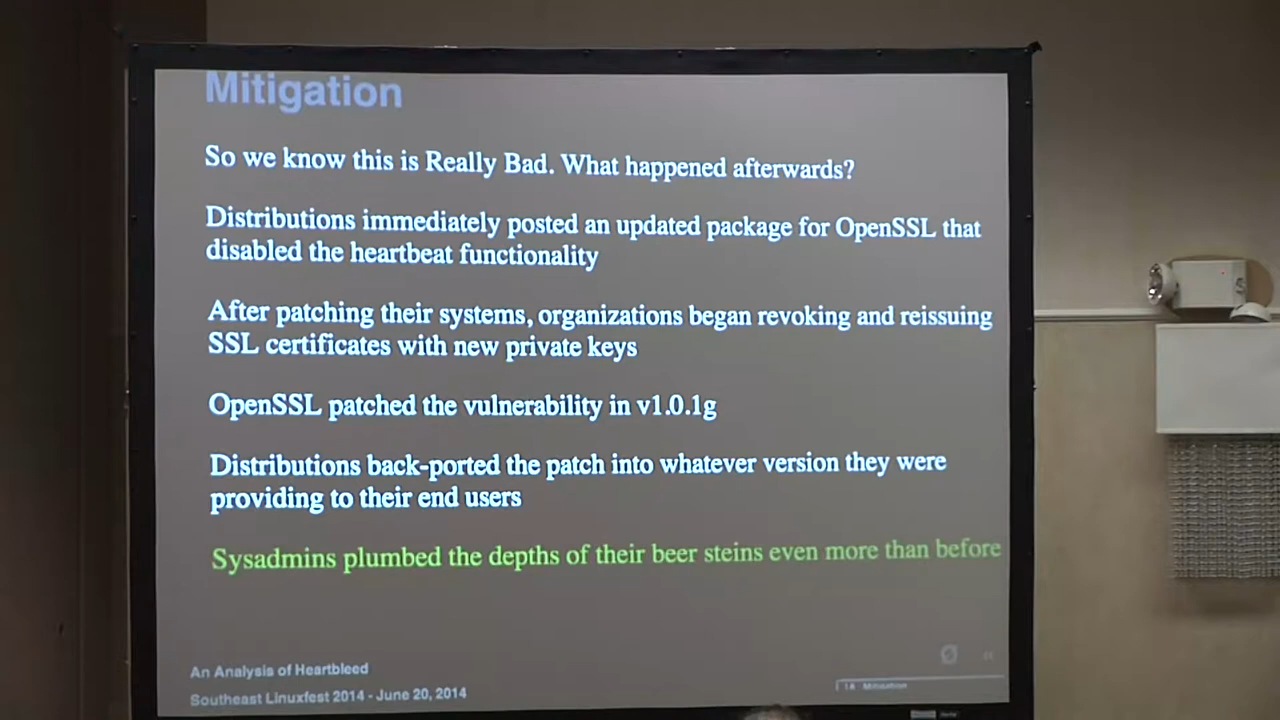 Mitigation
So we know this is Really Bad. What happened afterwards?
Distributions immediately posted an updated package for OpenSSL that
disabled the heartbeat functionality
After patching their systems, organizations began revoking and reissuing
SSL certificates with new private keys
OpenSSL patched the vulnerability in v1.0.1g
Distributions back-ported the patch into whatever version they were
providing to their end users
Sysadmins plumbed the depths of their beer steins even more than before
An Analysis of Heartbleed
Southeast Linuxfest 2014 - June 20, 2014
Mitigation